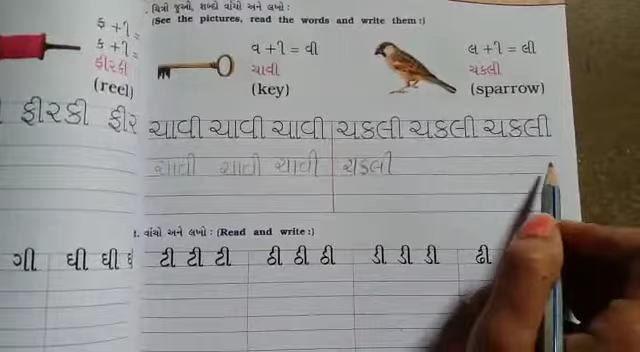 ફ + ી =
ક + ી =
ફીરકી
(reel)
ફીરકી
. ચિત્રો જુઓ, શબ્દો વાંચો અને લખો :
(See the pictures, read the words and write them :)
વ + ી = વી
ચાવી
(key)
લ + ી = લી
ચકલી
(sparrow)
ચાવી ચાવી ચાવી ચકલી ચકલી ચકલી
ચાવી ચાવી ચાવી ચકલી
. વાંચો અને લખો : (Read and write :)
ગી ઘી ઘી ટી ટી ટી ઠી ઠી ઠી ડી ડી ડી ઢી